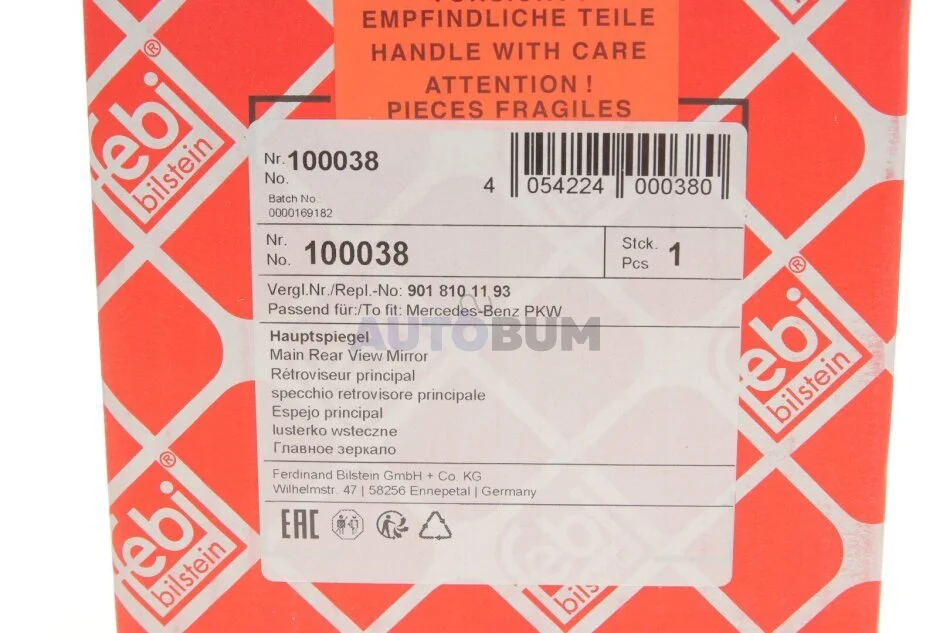 EMPFINDLICHE TEILE
HANDLE WITH CARE
ATTENTION !
PIECES FRAGILES
febi
bilstein
Nr. 100038
No.
Batch No.
0000169182
4 054224 000380
Nr.
No. 100038
Stck.
Pcs 1
Vergl.Nr./Repl.-No: 901 810 11 93
Passend für:/To fit: Mercedes-Benz PKW
AUTOBUM
Hauptspiegel
Main Rear View Mirror
Rétroviseur principal
specchio retrovisore principale
Espejo principal
lusterko wsteczne
Главное зеркало
Ferdinand Bilstein GmbH + Co. KG
Wilhelmstr. 47 | 58256 Ennepetal | Germany
EAC
febi
bilstein
febi
bilstein
bilstein